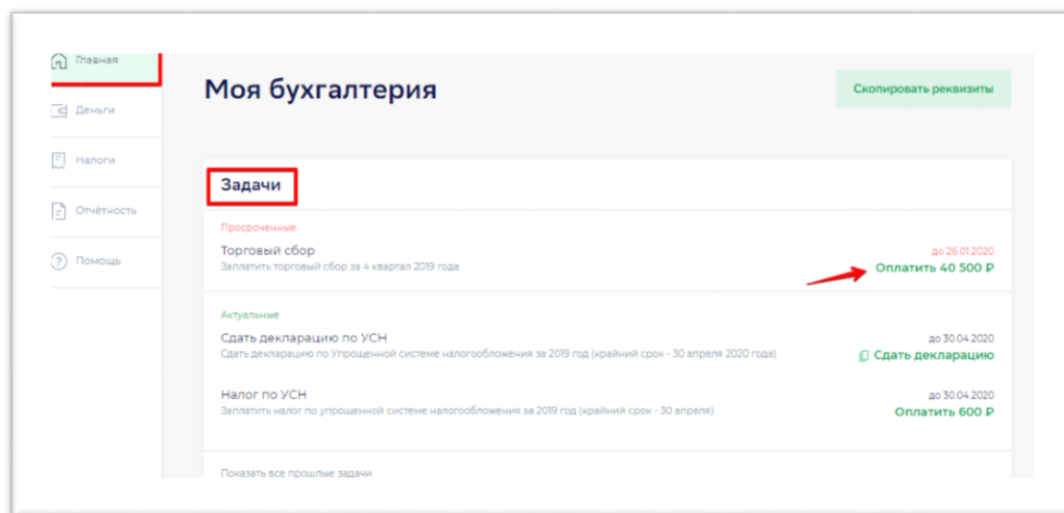 Главная
Моя бухгалтерия
Скопировать реквизиты
Деньги
Налоги
Задачи
Отчётность
Просроченные
Торговый сбор
до 26.01.2020
Заплатить торговый сбор за 4 квартал 2019 года
Оплатить 40 500 ₽
Помощь
Актуальные
Сдать декларацию по УСН
до 30.04.2020
Сдать декларацию по Упрощенной системе налогообложения за 2019 год (крайний срок - 30 апреля 2020 года)
Сдать декларацию
Налог по УСН
до 30.04.2020
Заплатить налог по упрощенной системе налогообложения за 2019 год (крайний срок - 30 апреля)
Оплатить 600 ₽
Показать все прошлые задачи